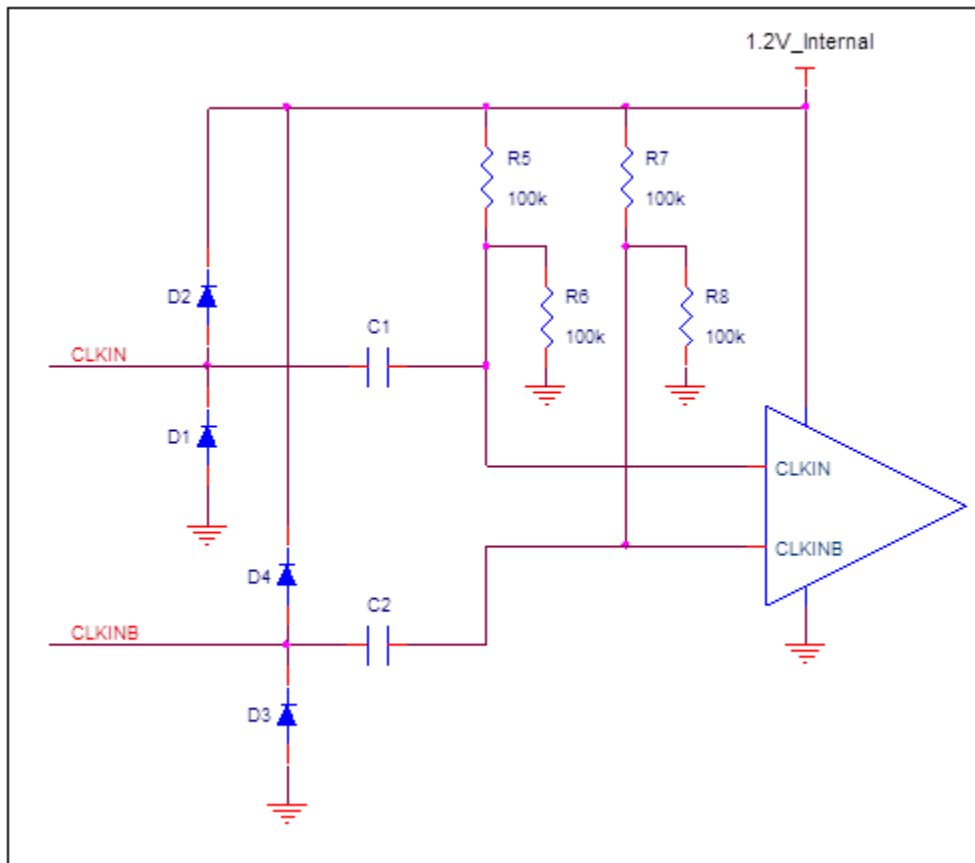 1.2V_Internal
R5
100k
R7
100k
D2
R6
100k
R8
100k
C1
CLKIN
D1
CLKIN
CLKINB
D4
C2
CLKINB
D3